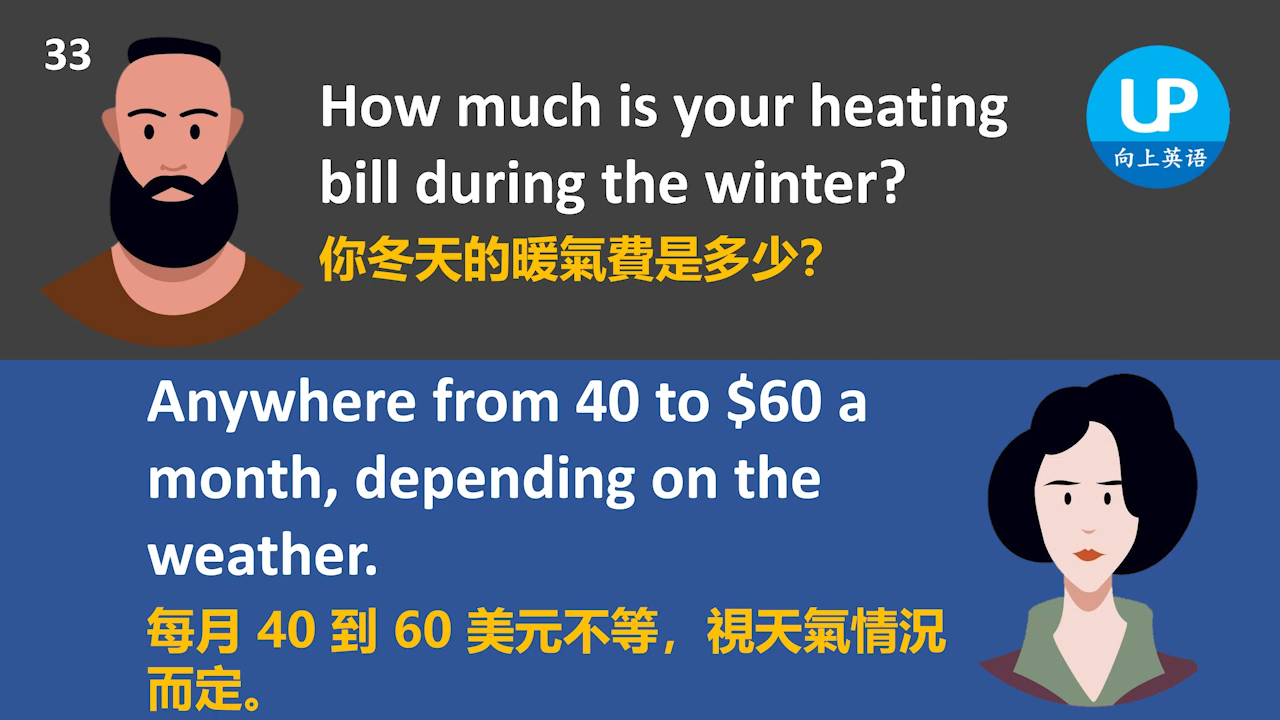 33
How much is your heating
bill during the winter?
你冬天的暖氣費是多少?
UP
向上英语
Anywhere from 40 to $60 a
month, depending on the
weather.
每月 40 到 60 美元不等，視天氣情況
而定。